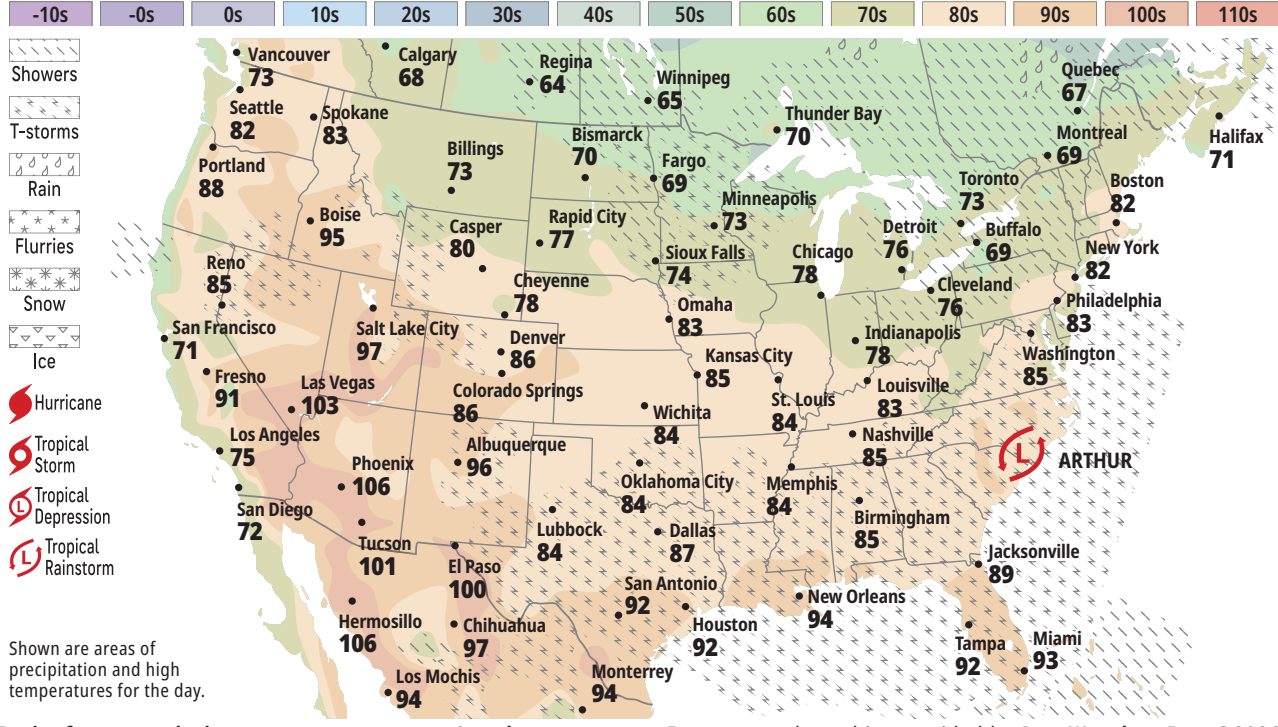 -10s -0s 0s 10s 20s 30s 40s 50s 60s 70s 80s 90s 100s 110s
Showers
T-storms
Rain
Flurries
Snow
Ice
Hurricane
Tropical
Storm
Tropical
Depression
L
Tropical
Rainstorm
L
Shown are areas of
precipitation and high
temperatures for the day.
Vancouver
73
Calgary
68
Regina
64
Winnipeg
65
Quebec
67
Seattle
82
Spokane
83
Thunder Bay
70
Montreal
69
Halifax
71
Portland
88
Billings
73
Bismarck
70
Fargo
69
Toronto
73
Boston
82
Boise
95
Casper
80
Rapid City
77
Minneapolis
73
Detroit
76
Buffalo
69
Reno
85
Cheyenne
78
Sioux Falls
74
Chicago
78
Cleveland
76
New York
82
San Francisco
71
Salt Lake City
97
Denver
86
Omaha
83
Indianapolis
78
Philadelphia
83
Fresno
91
Las Vegas
103
Colorado Springs
86
Kansas City
85
St. Louis
84
Louisville
83
Washington
85
Los Angeles
75
Phoenix
106
Albuquerque
96
Wichita
84
Nashville
85
L
ARTHUR
San Diego
72
Tucson
101
Oklahoma City
84
Memphis
84
Birmingham
85
Lubbock
84
Dallas
87
Jacksonville
89
El Paso
100
San Antonio
92
New Orleans
94
Hermosillo
106
Chihuahua
97
Houston
92
Tampa
92
Miami
93
Los Mochis
94
Monterrey
94